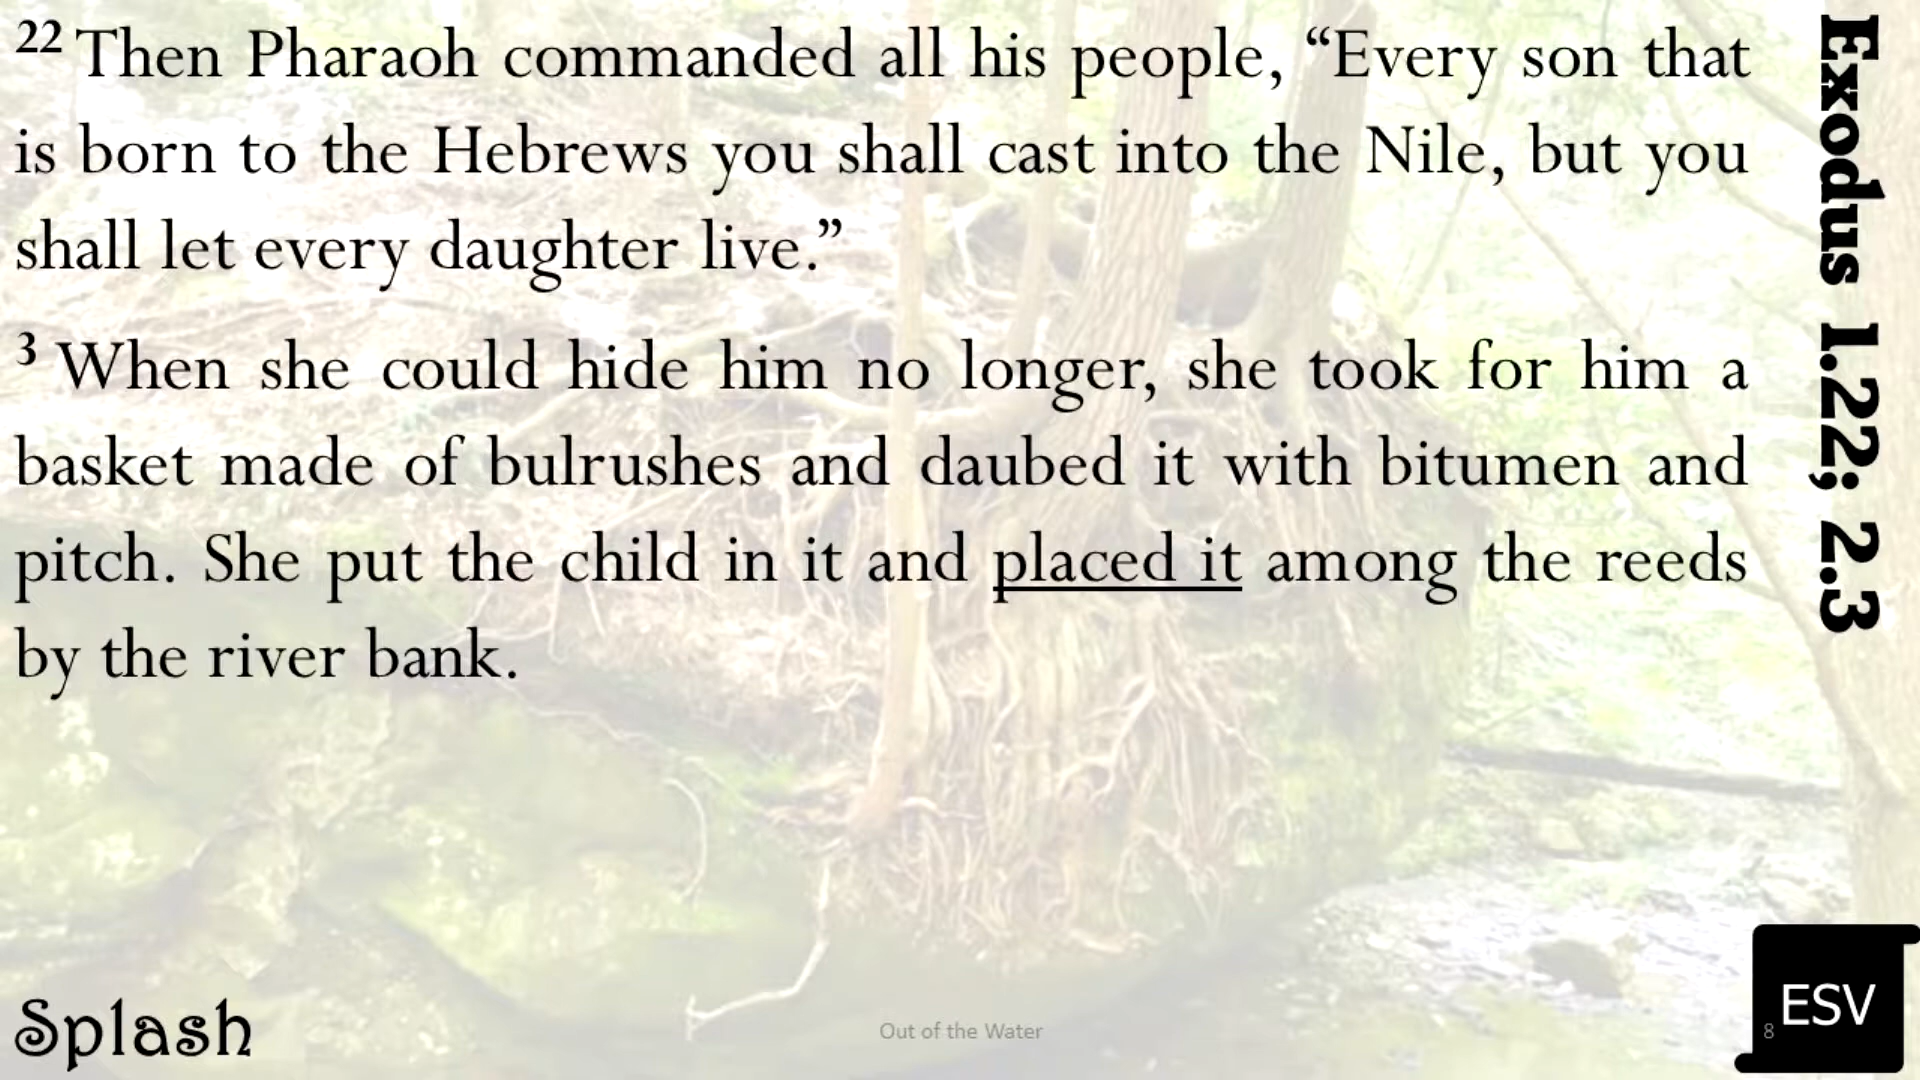 22 Then Pharaoh commanded all his people, “Every son that
is born to the Hebrews you shall cast into the Nile, but you
shall let every daughter live.”
3 When she could hide him no longer, she took for him a
basket made of bulrushes and daubed it with bitumen and
pitch. She put the child in it and placed it among the reeds
by the river bank.
Exodus 1.22; 2.3
Splash
Out of the Water
8
ESV